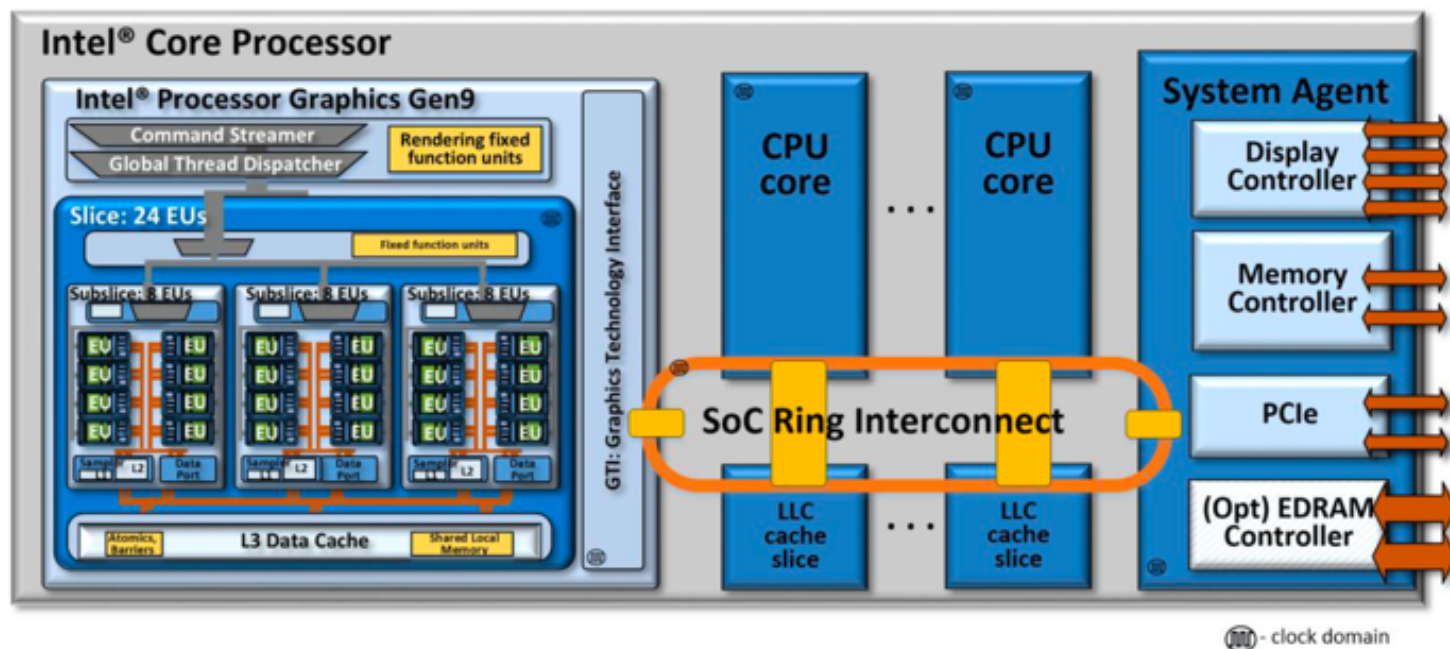 Intel® Core Processor
Intel® Processor Graphics Gen9
Command Streamer
Global Thread Dispatcher
Rendering fixed
function units
Slice: 24 EUs
Fixed function units
Subslice: 8 EUs
Subslice: 8 EUs
Subslice: 8 EUs
EU EU EU EU EU EU
EU EU EU EU EU EU
EU EU EU EU EU EU
EU EU EU EU EU EU
Sampler L1 L2 Data Port
Sampler L1 L2 Data Port
Sampler L1 L2 Data Port
Atomics,
Barriers
L3 Data Cache
Shared Local
Memory
GTI: Graphics Technology Interface
CPU
core
...
CPU
core
SoC Ring Interconnect
LLC
cache
slice
...
LLC
cache
slice
System Agent
Display
Controller
Memory
Controller
PCIe
(Opt) EDRAM
Controller
- clock domain